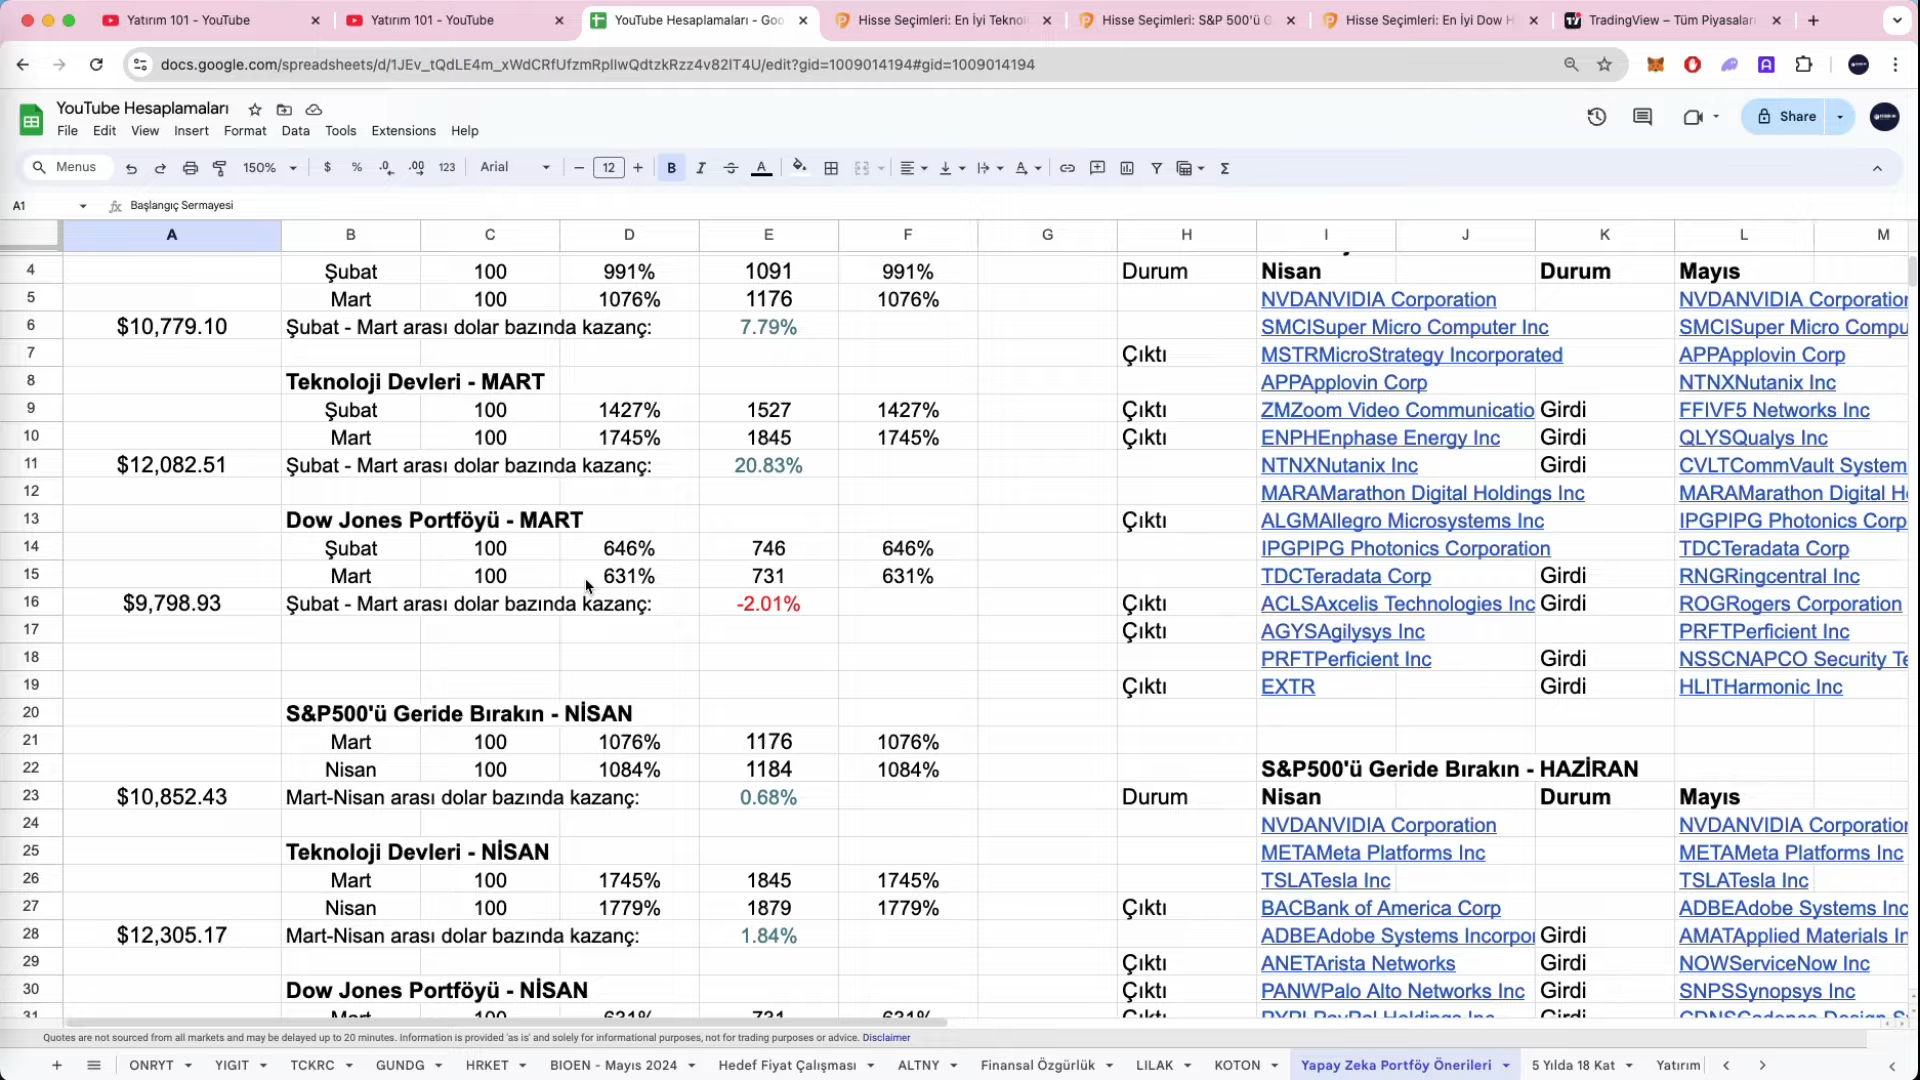 Yatırım 101 - YouTube
Yatırım 101 - YouTube
YouTube Hesaplamaları - Goo
Hisse Seçimleri: En İyi Teknol
Hisse Seçimleri: S&P 500'ü G
Hisse Seçimleri: En İyi Dow H
TradingView – Tüm Piyasaları
docs.google.com/spreadsheets/d/1JEv_tQdLE4m_xWdCRfUfzmRpllwQdtzkRzz4v82lT4U/edit?gid=1009014194#gid=1009014194
YouTube Hesaplamaları
File Edit View Insert Format Data Tools Extensions Help
Share
Menus 150% $ % .0 .00 123 Arial 12 B I A
A1 fx Başlangıç Sermayesi
A B C D E F G H I J K L M
4 Şubat 100 991% 1091 991% Durum Nisan Durum Mayıs
5 Mart 100 1076% 1176 1076% NVDANVIDIA Corporation NVDANVIDIA Corporation
6 $10,779.10 Şubat - Mart arası dolar bazında kazanç: 7.79% SMCISuper Micro Computer Inc SMCISuper Micro Compu
7 Çıktı MSTRMicroStrategy Incorporated APPApplovin Corp
8 Teknoloji Devleri - MART APPApplovin Corp NTNXNutanix Inc
9 Şubat 100 1427% 1527 1427% Çıktı ZMZoom Video Communicatio Girdi FFIVF5 Networks Inc
10 Mart 100 1745% 1845 1745% Çıktı ENPHEnphase Energy Inc Girdi QLYSQualys Inc
11 $12,082.51 Şubat - Mart arası dolar bazında kazanç: 20.83% NTNXNutanix Inc Girdi CVLTCommVault System
12 MARAMarathon Digital Holdings Inc MARAMarathon Digital H
13 Dow Jones Portföyü - MART Çıktı ALGMAllegro Microsystems Inc IPGPIPG Photonics Corp
14 Şubat 100 646% 746 646% IPGPIPG Photonics Corporation TDCTeradata Corp
15 Mart 100 631% 731 631% TDCTeradata Corp Girdi RNGRingcentral Inc
16 $9,798.93 Şubat - Mart arası dolar bazında kazanç: -2.01% Çıktı ACLSAxcelis Technologies Inc Girdi ROGRogers Corporation
17 Çıktı AGYSAgilysys Inc PRFTPerficient Inc
18 PRFTPerficient Inc Girdi NSSCNAPCO Security Te
19 Çıktı EXTR Girdi HLITHarmonic Inc
20 S&P500'ü Geride Bırakın - NİSAN
21 Mart 100 1076% 1176 1076%
22 Nisan 100 1084% 1184 1084% S&P500'ü Geride Bırakın - HAZİRAN
23 $10,852.43 Mart-Nisan arası dolar bazında kazanç: 0.68% Durum Nisan Durum Mayıs
24 NVDANVIDIA Corporation NVDANVIDIA Corporation
25 Teknoloji Devleri - NİSAN METAMeta Platforms Inc METAMeta Platforms Inc
26 Mart 100 1745% 1845 1745% TSLATesla Inc TSLATesla Inc
27 Nisan 100 1779% 1879 1779% Çıktı BACBank of America Corp ADBEAdobe Systems Inc
28 $12,305.17 Mart-Nisan arası dolar bazında kazanç: 1.84% ADBEAdobe Systems Incorpor Girdi AMATApplied Materials In
29 Çıktı ANETArista Networks Girdi NOWServiceNow Inc
30 Dow Jones Portföyü - NİSAN Çıktı PANWPalo Alto Networks Inc Girdi SNPSSynopsys Inc
31 Mart 100 631% 731 631% Çıktı PYPLPayPal Holdings Inc Girdi CDNSCadence Design S
Quotes are not sourced from all markets and may be delayed up to 20 minutes. Information is provided 'as is' and solely for informational purposes, not for trading purposes or advice. Disclaimer
ONRYT YIGIT TCKRC GUNDG HRKET BIOEN - Mayıs 2024 Hedef Fiyat Çalışması ALTNY Finansal Özgürlük LILAK KOTON Yapay Zeka Portföy Önerileri 5 Yılda 18 Kat Yatırım